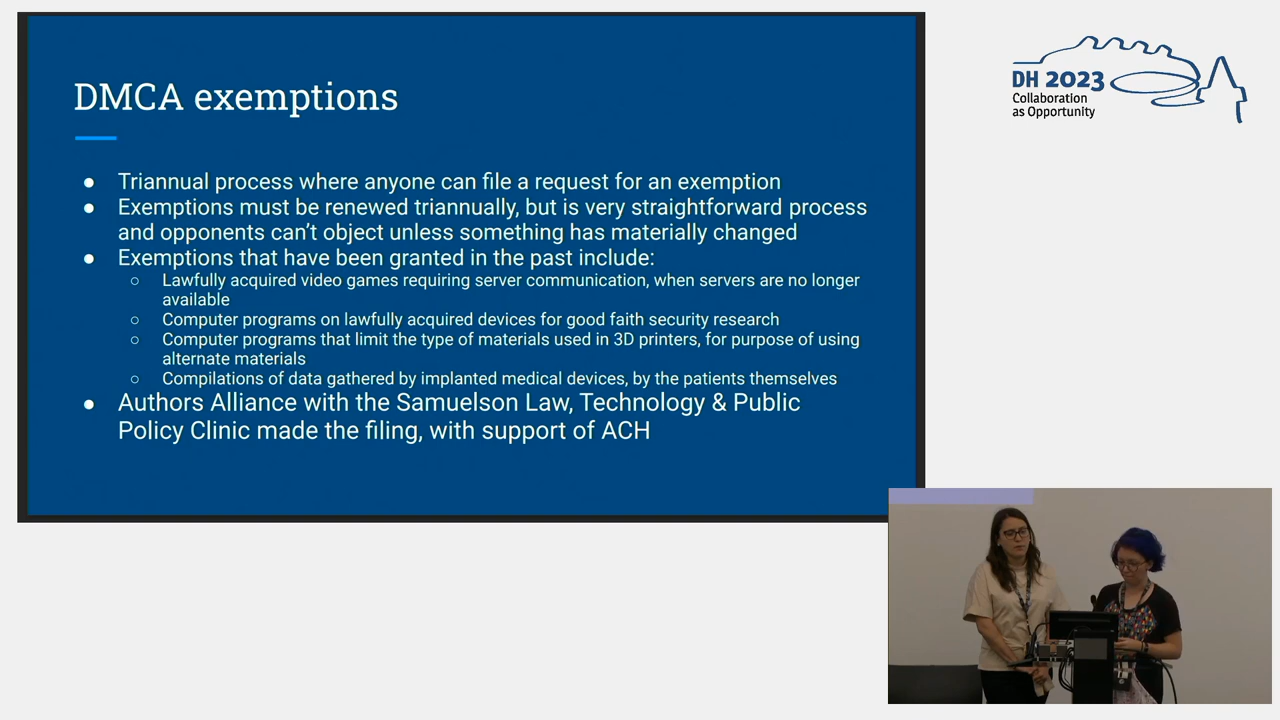 DMCA exemptions
● Triannual process where anyone can file a request for an exemption
● Exemptions must be renewed triannually, but is very straightforward process
and opponents can't object unless something has materially changed
● Exemptions that have been granted in the past include:
○ Lawfully acquired video games requiring server communication, when servers are no longer
available
○ Computer programs on lawfully acquired devices for good faith security research
○ Computer programs that limit the type of materials used in 3D printers, for purpose of using
alternate materials
○ Compilations of data gathered by implanted medical devices, by the patients themselves
● Authors Alliance with the Samuelson Law, Technology & Public
Policy Clinic made the filing, with support of ACH
DH 2023
Collaboration
as Opportunity